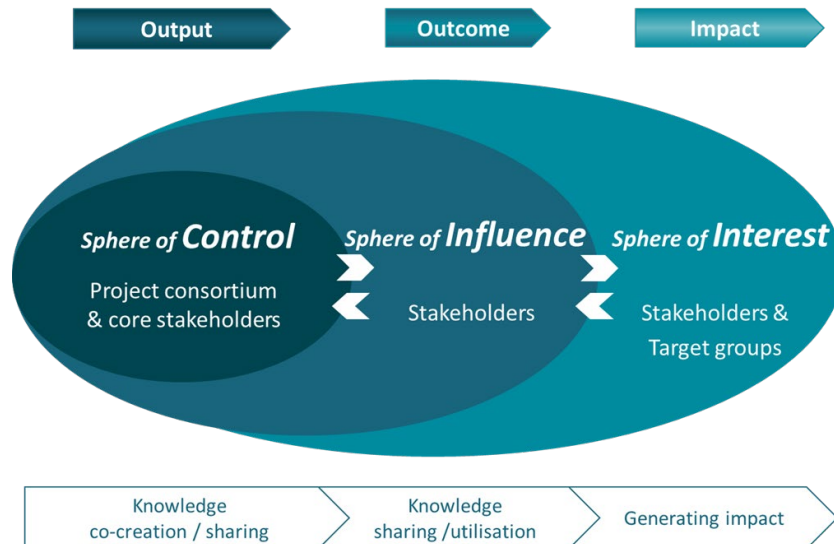 Output
Outcome
Impact
Sphere of Control
Sphere of Influence
Sphere of Interest
Project consortium
& core stakeholders
Stakeholders
Stakeholders &
Target groups
Knowledge
co-creation / sharing
Knowledge
sharing /utilisation
Generating impact